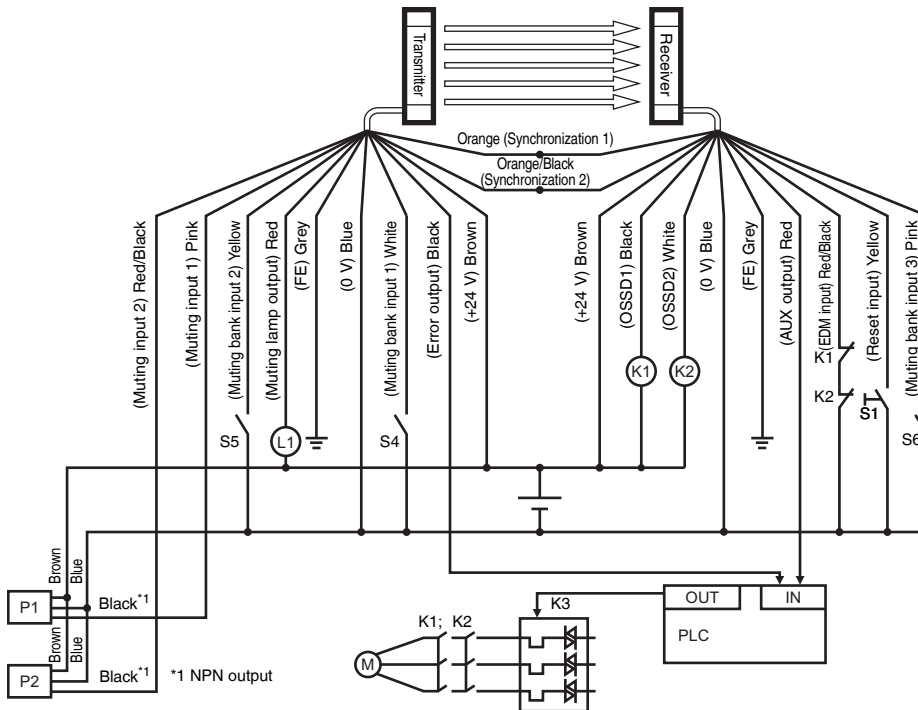 Transmitter
Receiver
Orange (Synchronization 1)
Orange/Black
(Synchronization 2)
(Muting input 2) Red/Black
(Muting input 1) Pink
(Muting bank input 2) Yellow
(Muting lamp output) Red
(FE) Grey
(0 V) Blue
(Muting bank input 1) White
(Error output) Black
(+24 V) Brown
(+24 V) Brown
(OSSD1) Black
(OSSD2) White
(0 V) Blue
(FE) Grey
(AUX output) Red
(EDM input) Red/Black
(Reset input) Yellow
(Muting bank input 3) Pink
K1
K2
K1
K2
S1
S5
L1
S4
S6
Brown
Blue
P1
Black*1
Brown
Blue
P2
Black*1
*1 NPN output
K1; K2
K3
M
OUT
IN
PLC